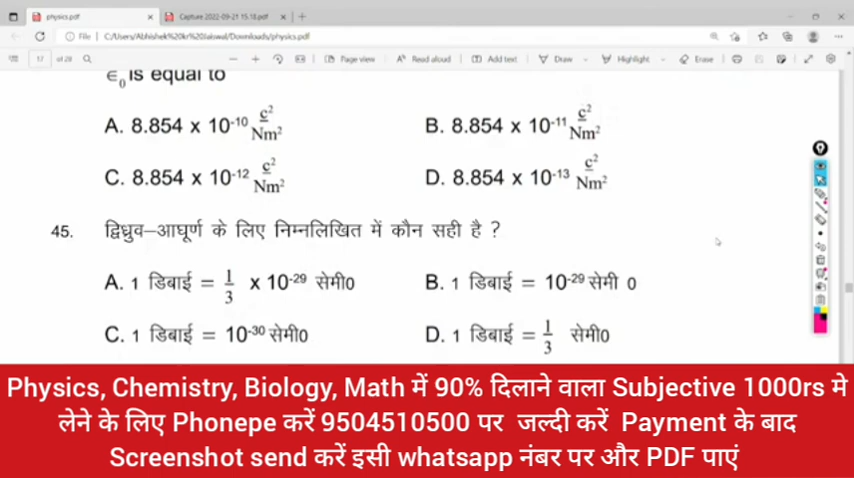 physics.pdf
Capture 2022-09-21 15.18.pdf
File | C:/Users/Abhishek%20kr%20Jaiswal/Downloads/physics.pdf
17 of 28
Page view
Read aloud
Add text
Draw
Highlight
Erase
∈0 is equal to
A. 8.854 x 10-10 c2/Nm2
B. 8.854 x 10-11 c2/Nm2
C. 8.854 x 10-12 c2/Nm2
D. 8.854 x 10-13 c2/Nm2
45. द्विध्रुव–आघूर्ण के लिए निम्नलिखित में कौन सही है ?
A. 1 डिबाई = 1/3 x 10-29 सेमी0
B. 1 डिबाई = 10-29 सेमी 0
C. 1 डिबाई = 10-30 सेमी0
D. 1 डिबाई = 1/3 सेमी0
Physics, Chemistry, Biology, Math में 90% दिलाने वाला Subjective 1000rs मे
लेने के लिए Phonepe करें 9504510500 पर जल्दी करें Payment के बाद
Screenshot send करें इसी whatsapp नंबर पर और PDF पाएं